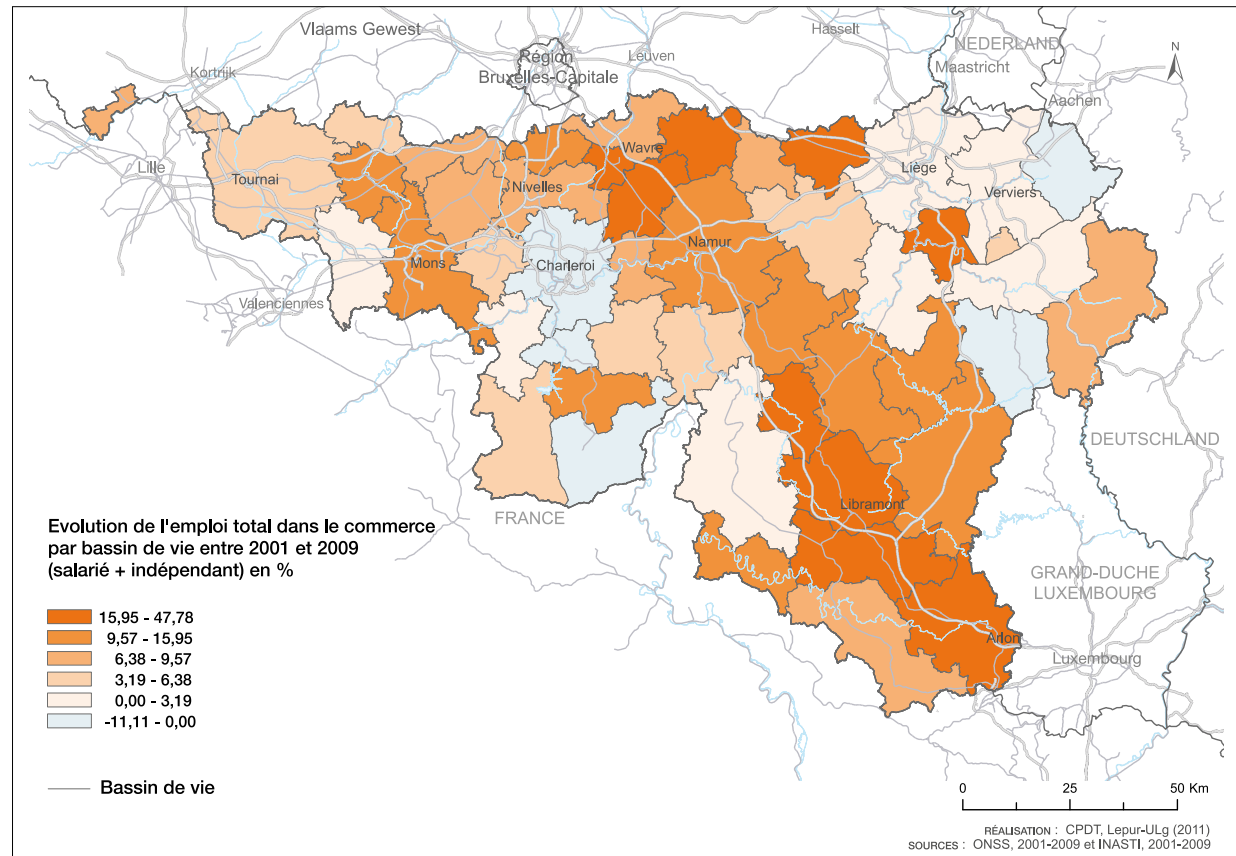 Vlaams Gewest
Hasselt
NEDERLAND
Région
Bruxelles-Capitale
Leuven
Maastricht
N
Kortrijk
Aachen
Lille
Wavre
Liège
Tournai
Nivelles
Verviers
Namur
Mons
Charleroi
Valenciennes
DEUTSCHLAND
Libramont
FRANCE
GRAND-DUCHE
LUXEMBOURG
Arlon
Luxembourg
Evolution de l'emploi total dans le commerce
par bassin de vie entre 2001 et 2009
(salarié + indépendant) en %
15,95 - 47,78
9,57 - 15,95
6,38 - 9,57
3,19 - 6,38
0,00 - 3,19
-11,11 - 0,00
Bassin de vie
0 25 50 Km
RÉALISATION : CPDT, Lepur-ULg (2011)
SOURCES : ONSS, 2001-2009 et INASTI, 2001-2009